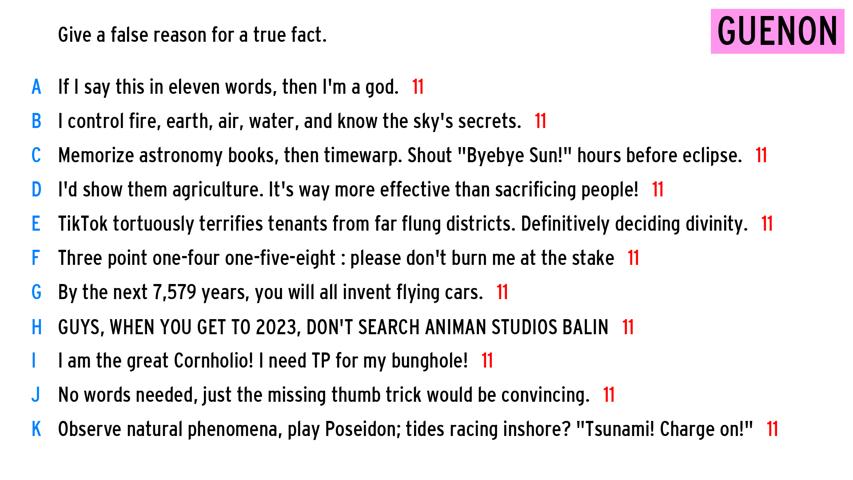 Give a false reason for a true fact.
GUENON
A If I say this in eleven words, then I'm a god. 11
B I control fire, earth, air, water, and know the sky's secrets. 11
C Memorize astronomy books, then timewarp. Shout "Byebye Sun!" hours before eclipse. 11
D I'd show them agriculture. It's way more effective than sacrificing people! 11
E TikTok tortuously terrifies tenants from far flung districts. Definitively deciding divinity. 11
F Three point one-four one-five-eight : please don't burn me at the stake 11
G By the next 7,579 years, you will all invent flying cars. 11
H GUYS, WHEN YOU GET TO 2023, DON'T SEARCH ANIMAN STUDIOS BALIN 11
I I am the great Cornholio! I need TP for my bunghole! 11
J No words needed, just the missing thumb trick would be convincing. 11
K Observe natural phenomena, play Poseidon; tides racing inshore? "Tsunami! Charge on!" 11